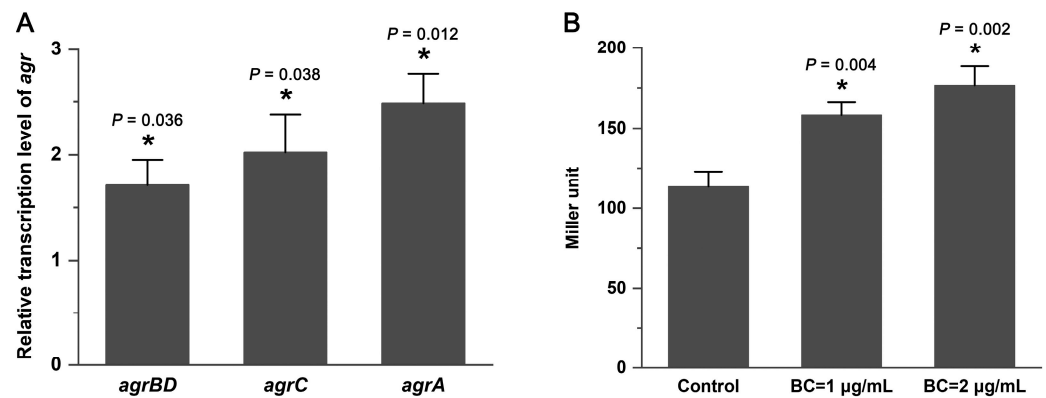 A
Relative transcription level of agr
3
2
1
0
P = 0.036
*
P = 0.038
*
P = 0.012
*
agrBD
agrC
agrA
B
Miller unit
200
150
100
50
0
P = 0.004
*
P = 0.002
*
Control
BC=1 μg/mL
BC=2 μg/mL